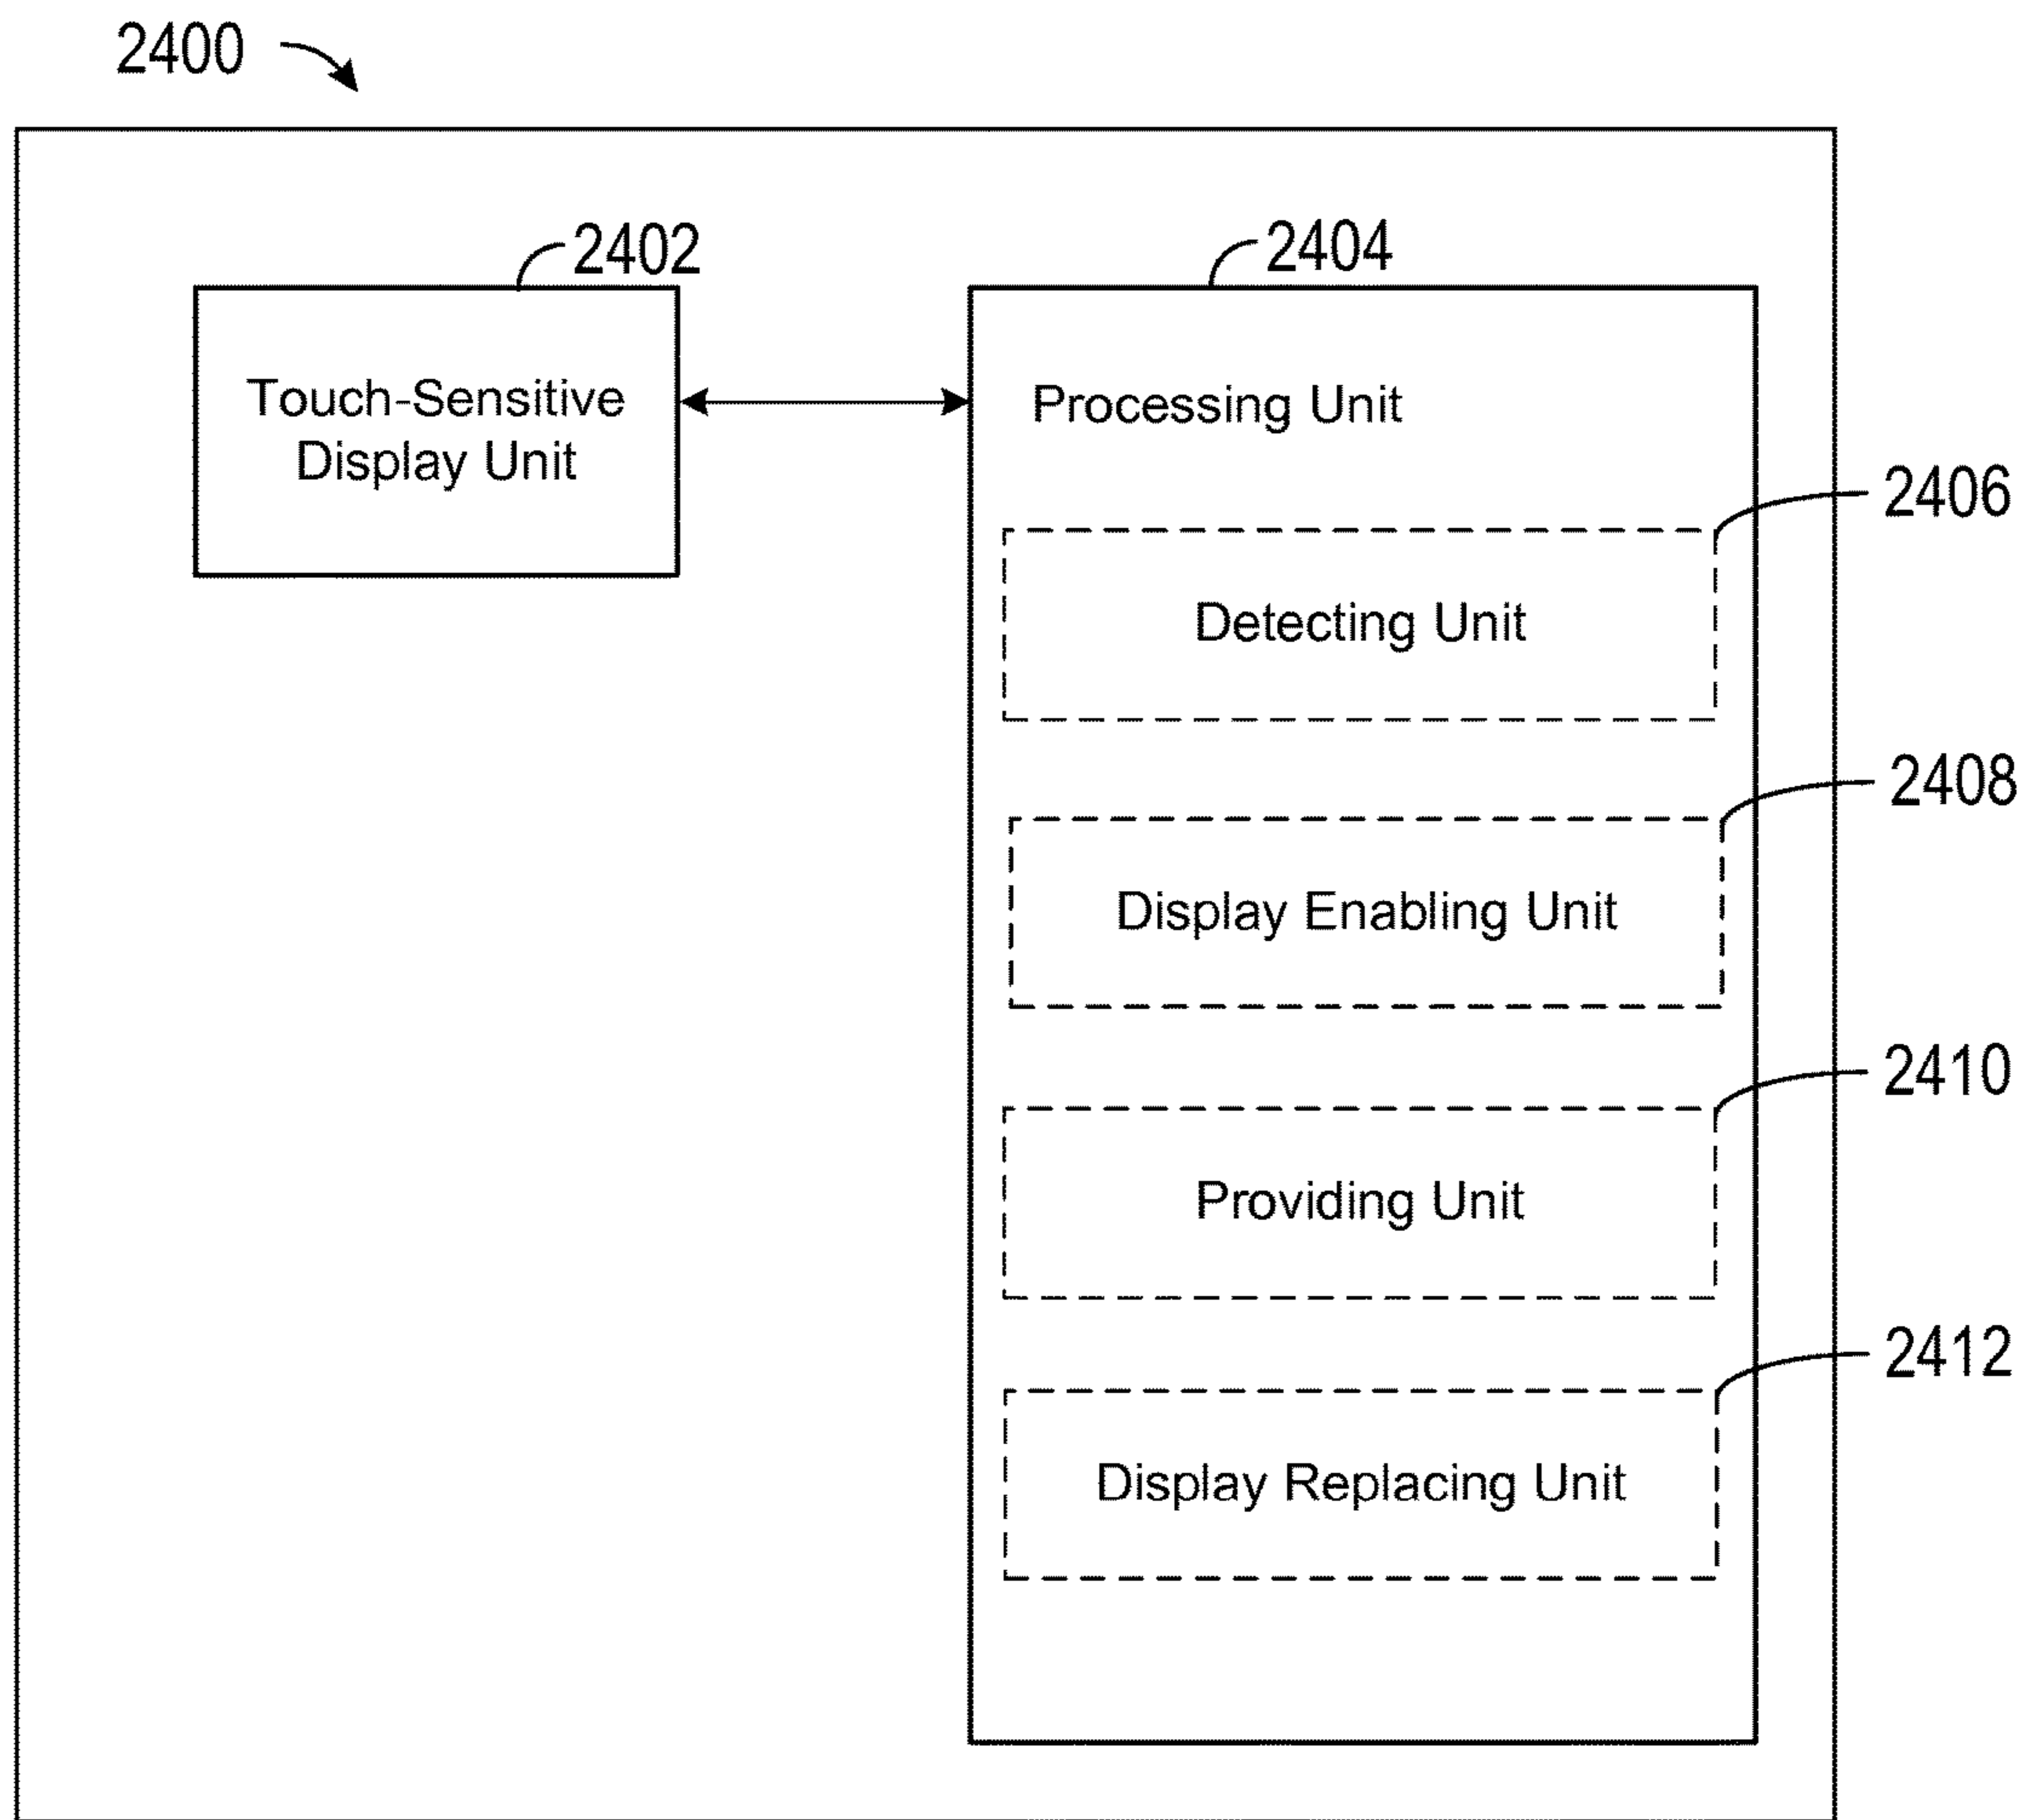 2400
2402
2404
Touch-Sensitive
Display Unit
Processing Unit
2406
Detecting Unit
2408
Display Enabling Unit
2410
Providing Unit
2412
Display Replacing Unit